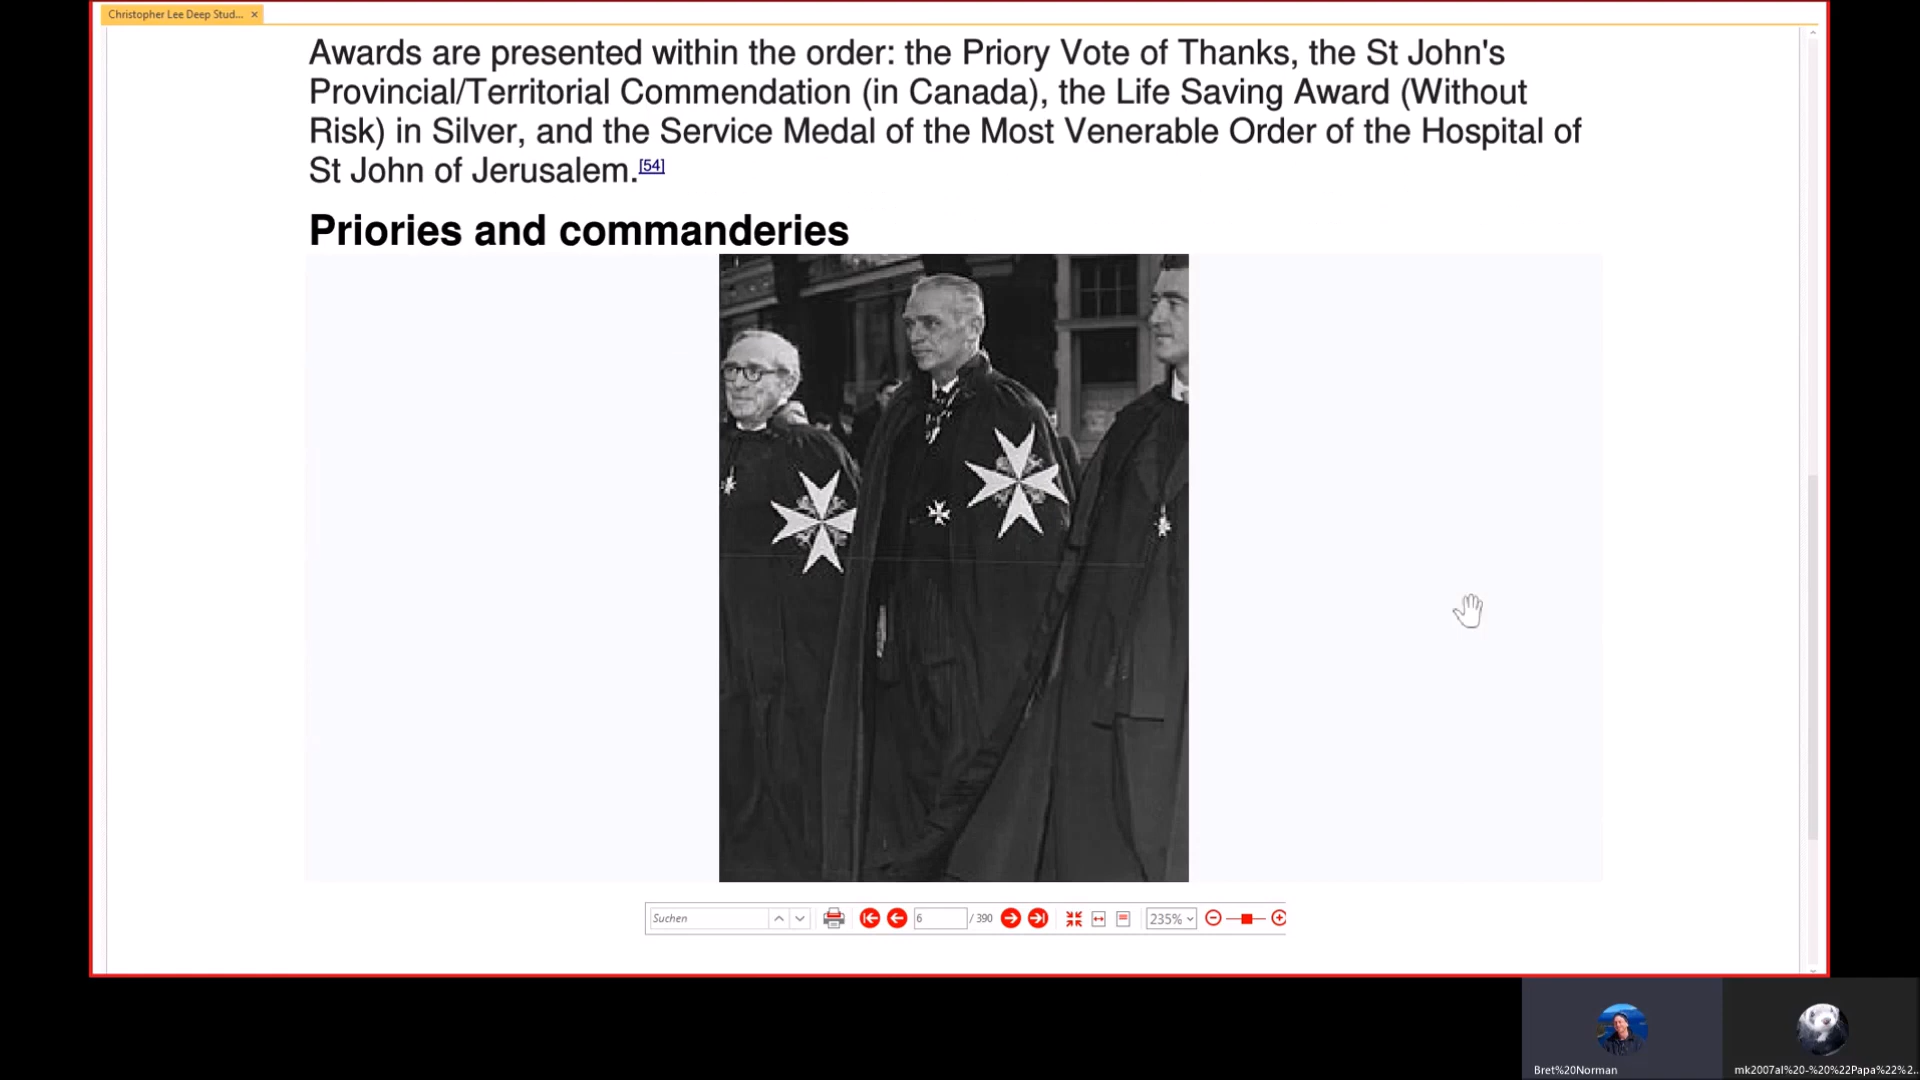 Christopher Lee Deep Stud...
Awards are presented within the order: the Priory Vote of Thanks, the St John's
Provincial/Territorial Commendation (in Canada), the Life Saving Award (Without
Risk) in Silver, and the Service Medal of the Most Venerable Order of the Hospital of
St John of Jerusalem.[54]
Priories and commanderies
Suchen 6 / 390 235%
Bret%20Norman
mk2007al%20-%20%22Papa%22%2...